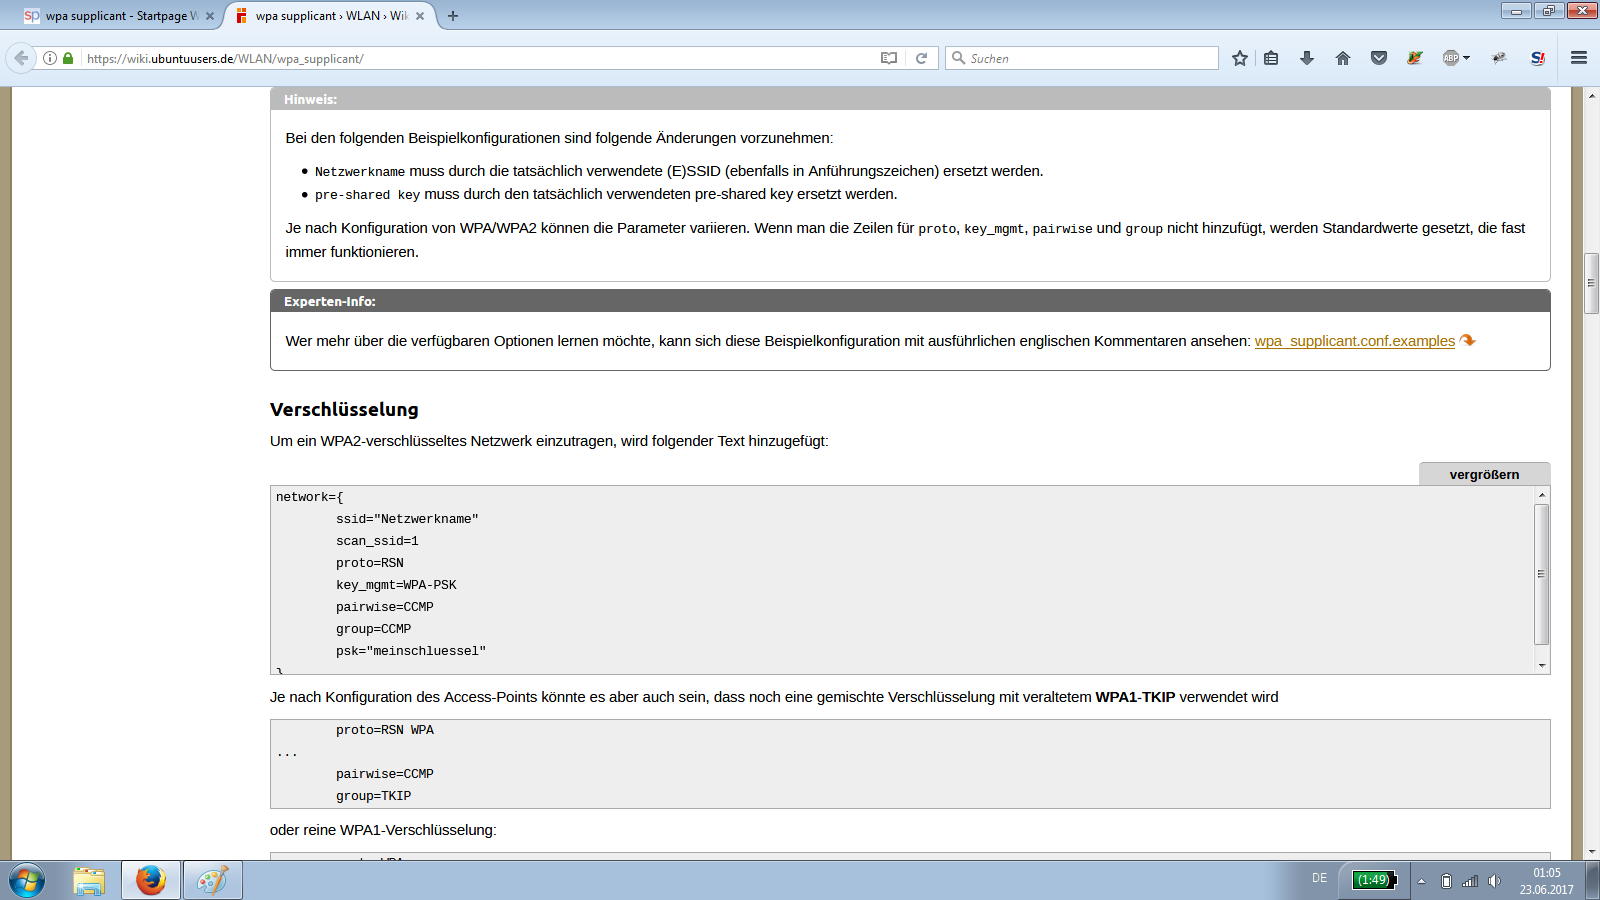 wpa supplicant - Startpage W
wpa supplicant › WLAN › Wik
https://wiki.ubuntuusers.de/WLAN/wpa_supplicant/
Suchen
Hinweis:
Bei den folgenden Beispielkonfigurationen sind folgende Änderungen vorzunehmen:
Netzwerkname muss durch die tatsächlich verwendete (E)SSID (ebenfalls in Anführungszeichen) ersetzt werden.
pre-shared key muss durch den tatsächlich verwendeten pre-shared key ersetzt werden.
Je nach Konfiguration von WPA/WPA2 können die Parameter variieren. Wenn man die Zeilen für proto, key_mgmt, pairwise und group nicht hinzufügt, werden Standardwerte gesetzt, die fast
immer funktionieren.
Experten-Info:
Wer mehr über die verfügbaren Optionen lernen möchte, kann sich diese Beispielkonfiguration mit ausführlichen englischen Kommentaren ansehen: wpa_supplicant.conf.examples
Verschlüsselung
Um ein WPA2-verschlüsseltes Netzwerk einzutragen, wird folgender Text hinzugefügt:
vergrößern
network={
ssid="Netzwerkname"
scan_ssid=1
proto=RSN
key_mgmt=WPA-PSK
pairwise=CCMP
group=CCMP
psk="meinschluessel"
}
Je nach Konfiguration des Access-Points könnte es aber auch sein, dass noch eine gemischte Verschlüsselung mit veraltetem WPA1-TKIP verwendet wird
proto=RSN WPA
...
pairwise=CCMP
group=TKIP
oder reine WPA1-Verschlüsselung:
DE
(1:49)
01:05
23.06.2017